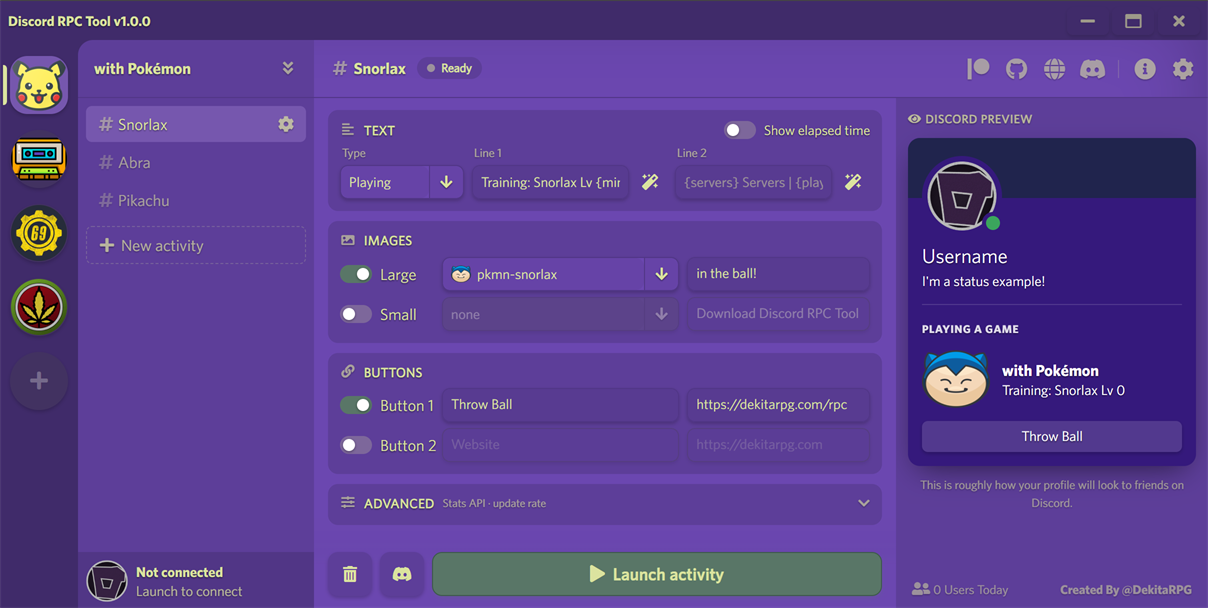 Discord RPC Tool v1.0.0
with Pokémon
# Snorlax
# Abra
# Pikachu
+ New activity
69
Not connected
Launch to connect
# Snorlax
Ready
TEXT
Show elapsed time
Type
Line 1
Line 2
Playing
Training: Snorlax Lv {mir
{servers} Servers | {play
IMAGES
Large
pkmn-snorlax
in the ball!
Small
none
Download Discord RPC Tool
BUTTONS
Button 1
Throw Ball
https://dekitarpg.com/rpc
Button 2
Website
https://dekitarpg.com
ADVANCED
Stats API · update rate
Launch activity
DISCORD PREVIEW
Username
I'm a status example!
PLAYING A GAME
with Pokémon
Training: Snorlax Lv 0
Throw Ball
This is roughly how your profile will look to friends on
Discord.
0 Users Today
Created By @DekitaRPG